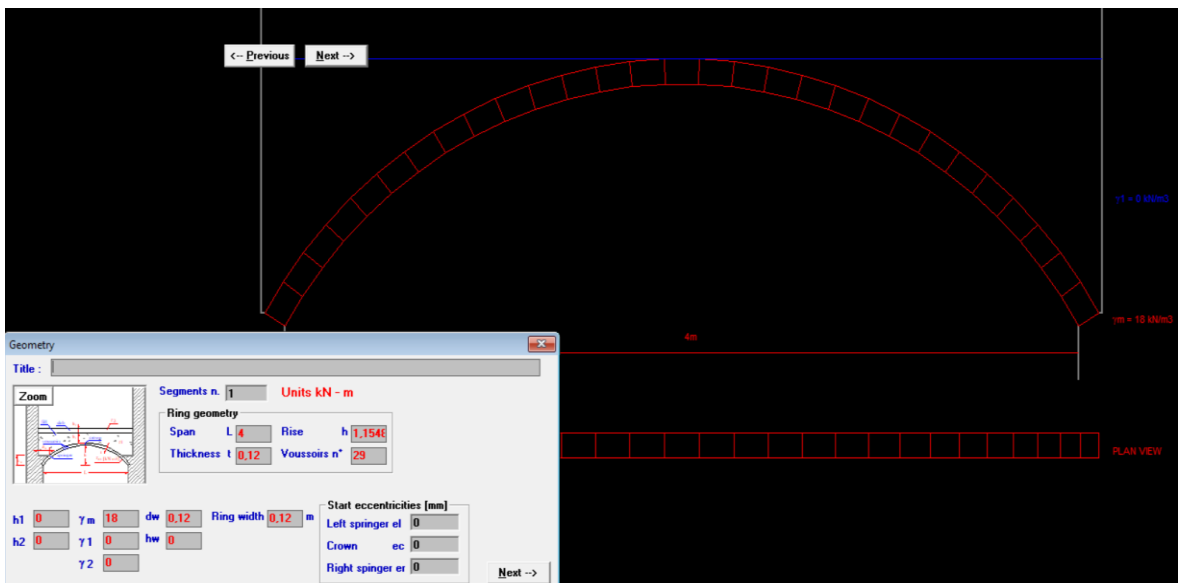 <-- Previous
Next -->
γ1 = 0 kN/m3
γm = 18 kN/m3
4m
PLAN VIEW
Geometry
Title :
Zoom
Segments n. 1
Units kN - m
Ring geometry
Span L 4
Rise h 1,1548
Thickness t 0,12
Voussoirs n° 29
h1 0
γ m 18
dw 0,12
Ring width 0,12 m
h2 0
γ 1 0
hw 0
γ 2 0
Start eccentricities [mm]
Left springer el 0
Crown ec 0
Right spinger er 0
Next -->